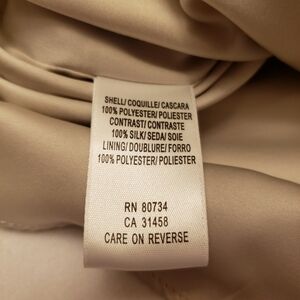 SHELL/ COQUILLE/ CASCARA
100% POLYESTER/ POLIESTER
CONTRAST/ CONTRASTE
100% SILK/ SEDA/ SOIE
LINING/ DOUBLURE/ FORRO
100% POLYESTER/ POLIESTER
RN 80734
CA 31458
CARE ON REVERSE